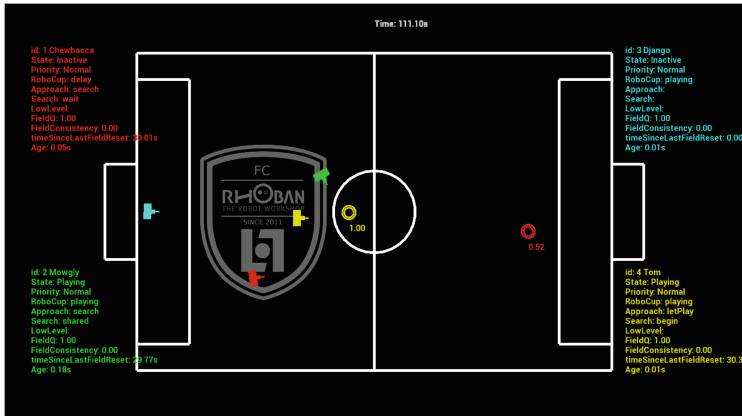 Time: 111.10s
id: 1 Chewbacca
State: Inactive
Priority: Normal
RoboCup: delay
Approach: search
Search: wait
LowLevel:
FieldQ: 1.00
FieldConsistency: 0.00
timeSinceLastFieldReset: 30.01s
Age: 0.05s
id: 3 Django
State: Inactive
Priority: Normal
RoboCup: playing
Approach:
Search:
LowLevel:
FieldQ: 1.00
FieldConsistency: 0.00
timeSinceLastFieldReset: 0.00
Age: 0.01s
FC
RHOBAN
THE ROBOT WORKSHOP
SINCE 2011
1.00
0.52
id: 2 Mowgly
State: Playing
Priority: Normal
RoboCup: playing
Approach: search
Search: shared
LowLevel:
FieldQ: 1.00
FieldConsistency: 0.00
timeSinceLastFieldReset: 29.77s
Age: 0.18s
id: 4 Tom
State: Playing
Priority: Normal
RoboCup: playing
Approach: letPlay
Search: begin
LowLevel:
FieldQ: 1.00
FieldConsistency: 0.00
timeSinceLastFieldReset: 30.3
Age: 0.01s